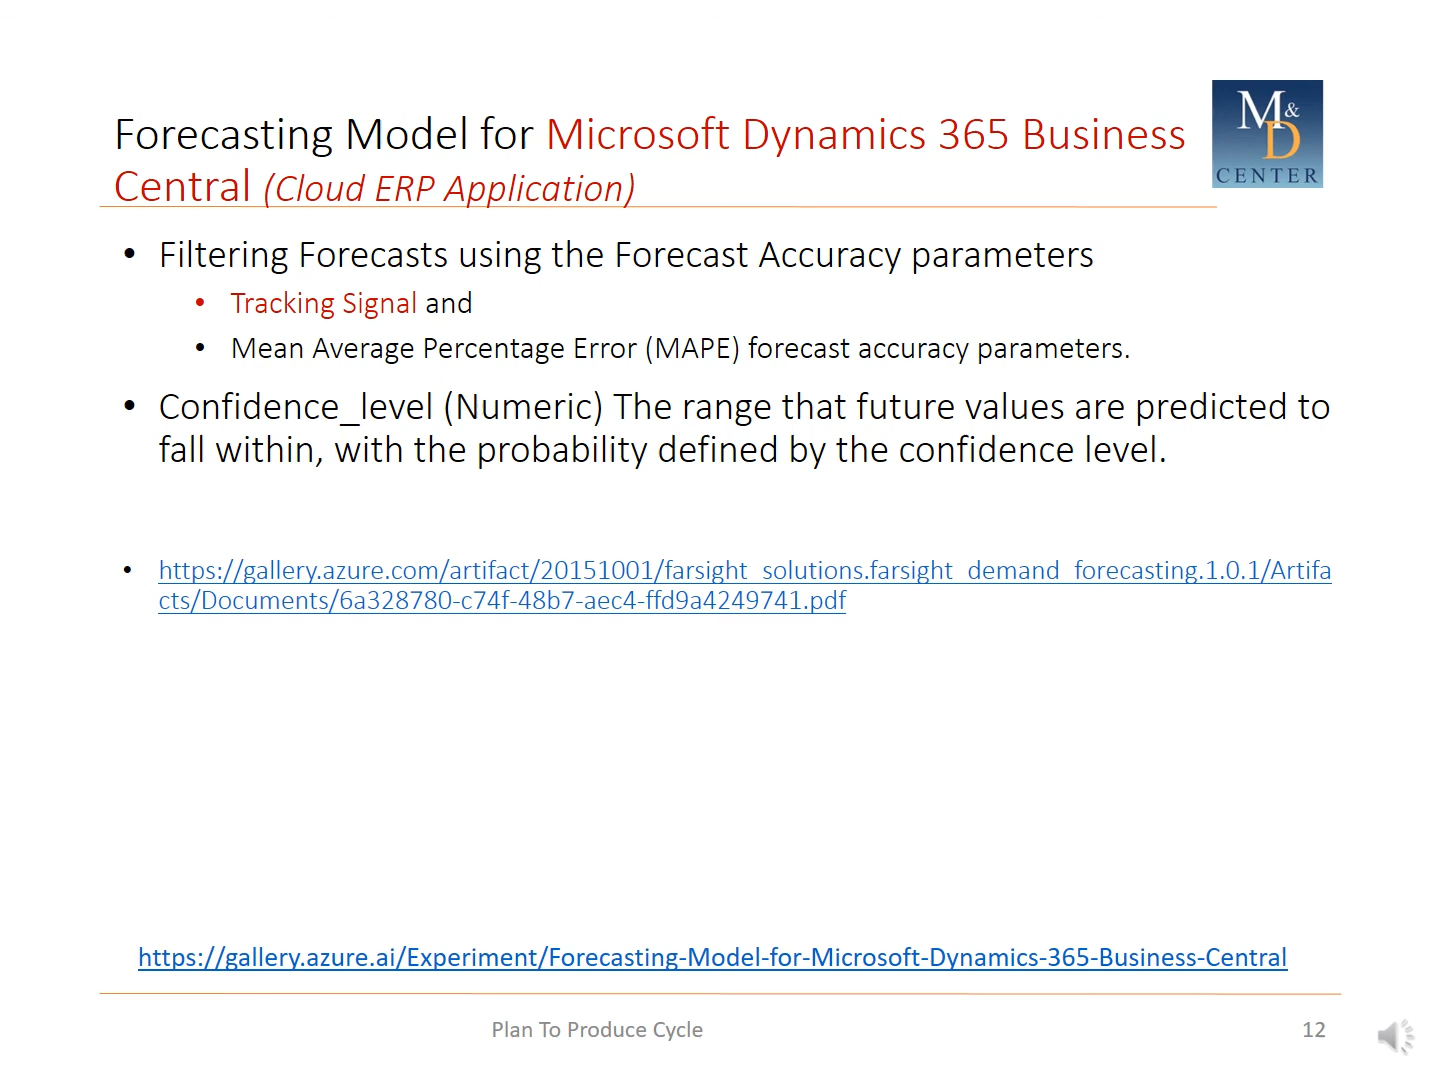 Forecasting Model for Microsoft Dynamics 365 Business
Central (Cloud ERP Application)
M&D
CENTER
• Filtering Forecasts using the Forecast Accuracy parameters
• Tracking Signal and
• Mean Average Percentage Error (MAPE) forecast accuracy parameters.
• Confidence_level (Numeric) The range that future values are predicted to
fall within, with the probability defined by the confidence level.
• https://gallery.azure.com/artifact/20151001/farsight_solutions.farsight_demand_forecasting.1.0.1/Artifa
cts/Documents/6a328780-c74f-48b7-aec4-ffd9a4249741.pdf
https://gallery.azure.ai/Experiment/Forecasting-Model-for-Microsoft-Dynamics-365-Business-Central
Plan To Produce Cycle
12